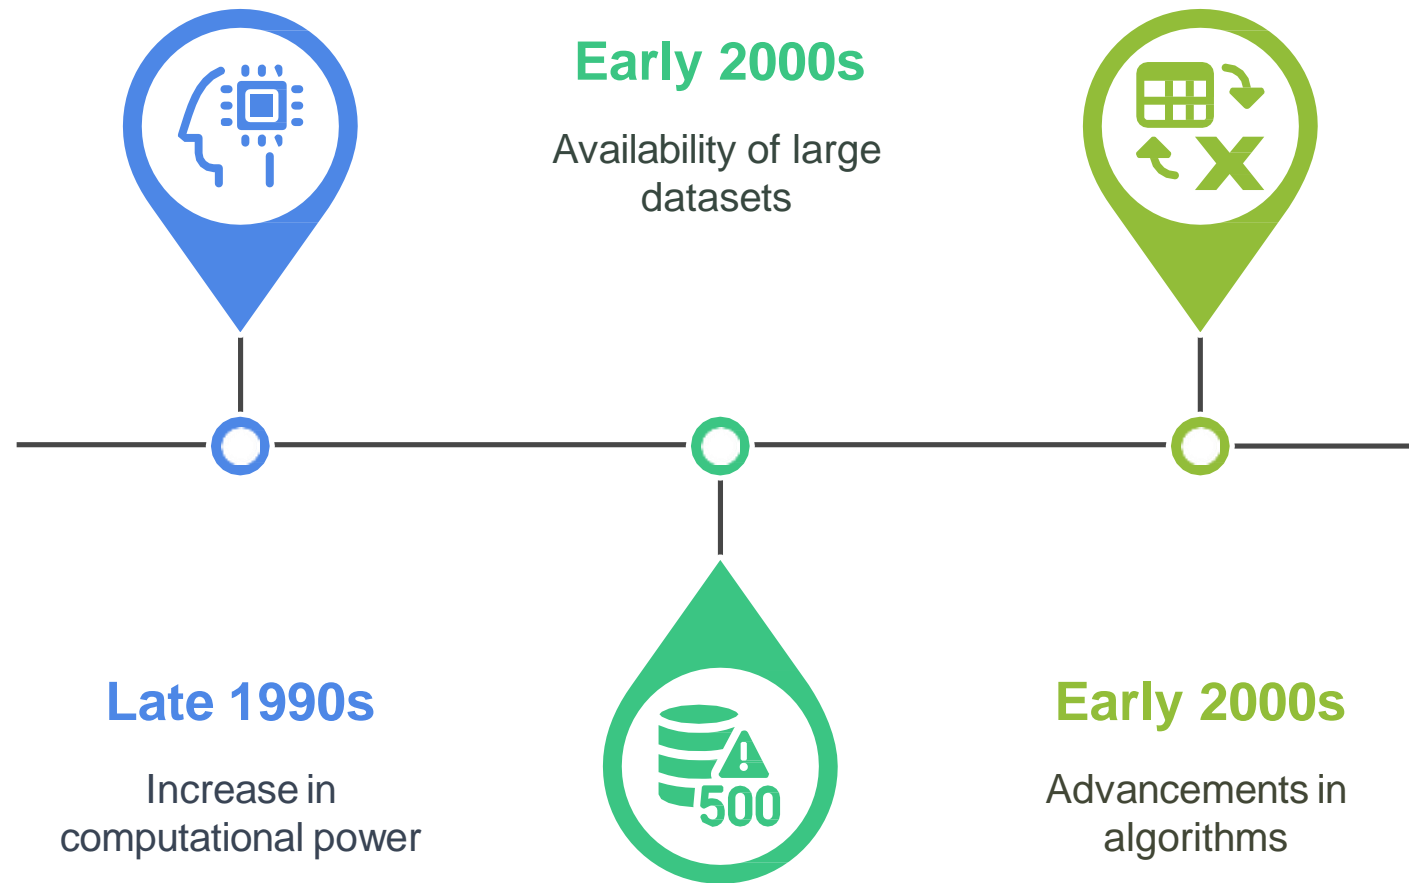 Late 1990s
Increase in
computational power
Early 2000s
Availability of large
datasets
500
Early 2000s
Advancements in
algorithms